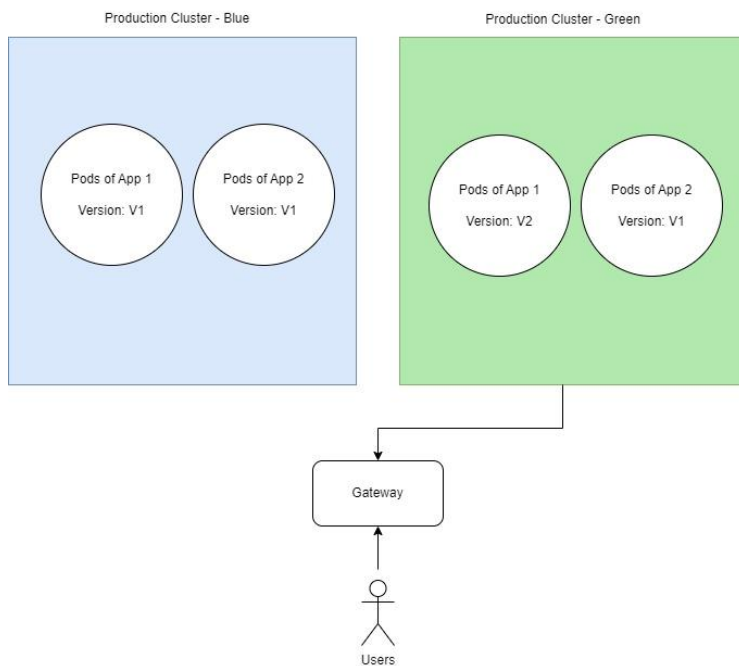 Production Cluster - Blue
Production Cluster - Green
Pods of App 1
Version: V1
Pods of App 2
Version: V1
Pods of App 1
Version: V2
Pods of App 2
Version: V1
Gateway
Users